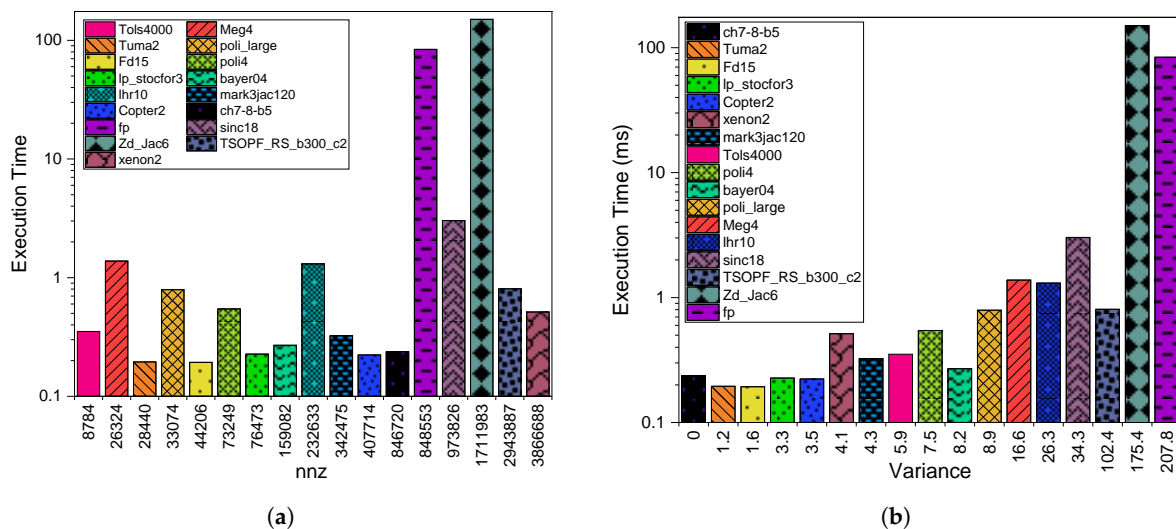 100
10
1
0.1
Execution Time
Tols4000
Tuma2
Fd15
lp_stocfor3
lhr10
Copter2
fp
Zd_Jac6
xenon2
Meg4
poli_large
poli4
bayer04
mark3jac120
ch7-8-b5
sinc18
TSOPF_RS_b300_c2
8784
26324
28440
33074
44206
73249
76473
159082
232633
342475
407714
846720
848553
973826
1711983
2943887
3866688
nnz
(a)
100
10
1
0.1
Execution Time (ms)
ch7-8-b5
Tuma2
Fd15
lp_stocfor3
Copter2
xenon2
mark3jac120
Tols4000
poli4
bayer04
poli_large
Meg4
lhr10
sinc18
TSOPF_RS_b300_c2
Zd_Jac6
fp
0
1.2
1.6
3.3
3.5
4.1
4.3
5.9
7.5
8.2
8.9
16.6
26.3
34.3
102.4
175.4
207.8
Variance
(b)